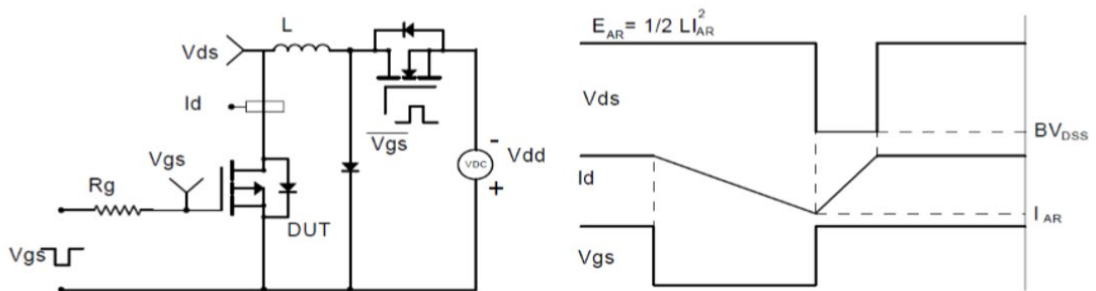 L
Vds
Id
Vgs
Vgs
-
VDC
Vdd
+
Rg
DUT
Vgs
E_AR = 1/2 LI²_AR
Vds
BV_DSS
Id
I_AR
Vgs